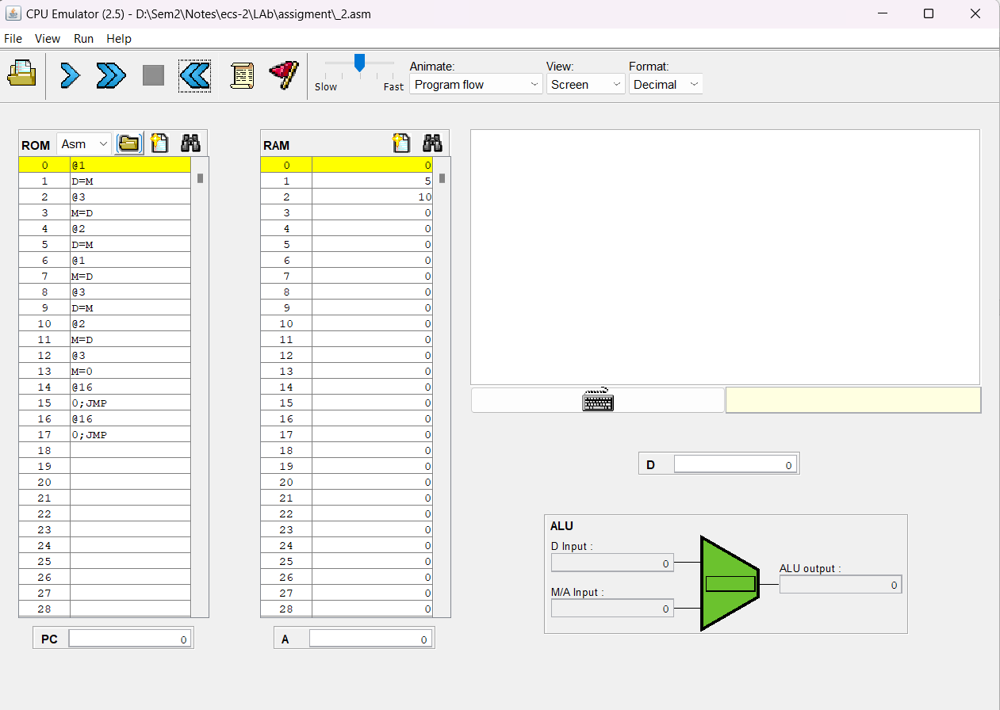 CPU Emulator (2.5) - D:\Sem2\Notes\ecs-2\LAb\assigment\_2.asm
File View Run Help
Slow Fast
Animate:
Program flow
View:
Screen
Format:
Decimal
ROM Asm
0 @1
1 D=M
2 @3
3 M=D
4 @2
5 D=M
6 @1
7 M=D
8 @3
9 D=M
10 @2
11 M=D
12 @3
13 M=0
14 @16
15 0;JMP
16 @16
17 0;JMP
18
19
20
21
22
23
24
25
26
27
28
PC 0
RAM
0 0
1 5
2 10
3 0
4 0
5 0
6 0
7 0
8 0
9 0
10 0
11 0
12 0
13 0
14 0
15 0
16 0
17 0
18 0
19 0
20 0
21 0
22 0
23 0
24 0
25 0
26 0
27 0
28 0
A 0
D 0
ALU
D Input :
0
M/A Input :
0
ALU output :
0